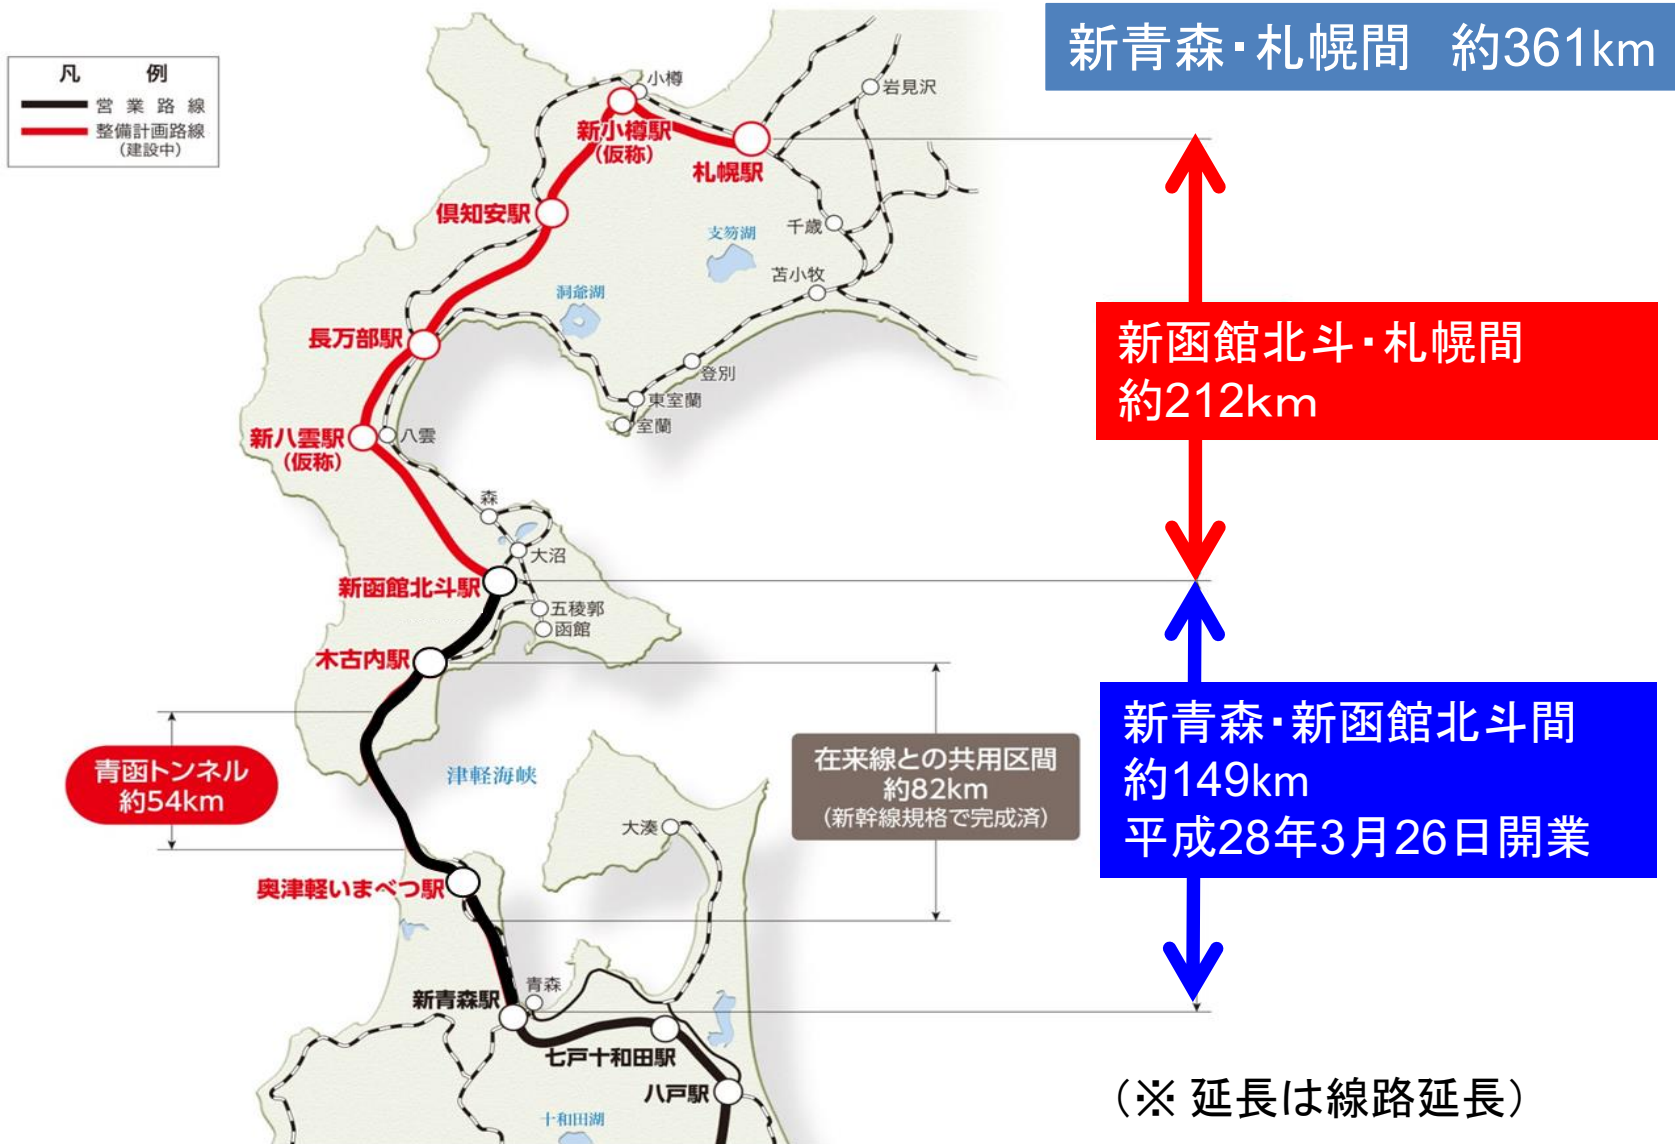 新青森・札幌間　約361km
凡　例
営業路線
整備計画路線
(建設中)
小樽
岩見沢
新小樽駅
(仮称)
札幌駅
倶知安駅
千歳
支笏湖
苫小牧
洞爺湖
新函館北斗・札幌間
約212km
長万部駅
登別
東室蘭
室蘭
新八雲駅
(仮称)
八雲
森
大沼
新函館北斗駅
五稜郭
函館
木古内駅
新青森・新函館北斗間
約149km
平成28年3月26日開業
青函トンネル
約54km
津軽海峡
在来線との共用区間
約82km
(新幹線規格で完成済)
大湊
奥津軽いまべつ駅
青森
新青森駅
七戸十和田駅
八戸駅
十和田湖
(※ 延長は線路延長)